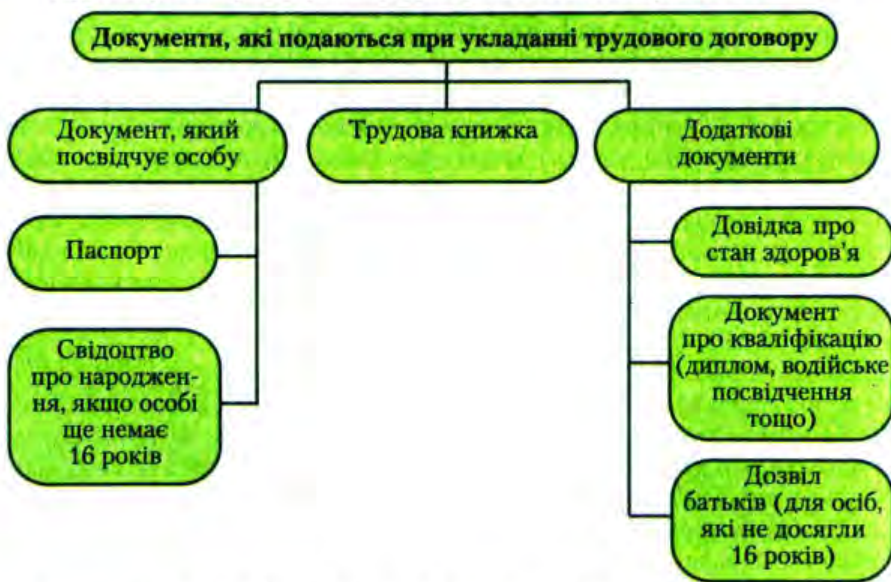 Документи, які подаються при укладанні трудового договору
Документ, який
посвідчує особу
Трудова книжка
Додаткові
документи
Паспорт
Свідоцтво
про народжен-
ня, якщо особі
ще немає
16 років
Довідка про
стан здоров'я
Документ
про кваліфікацію
(диплом, водійське
посвідчення
тощо)
Дозвіл
батьків (для осіб,
які не досягли
16 років)